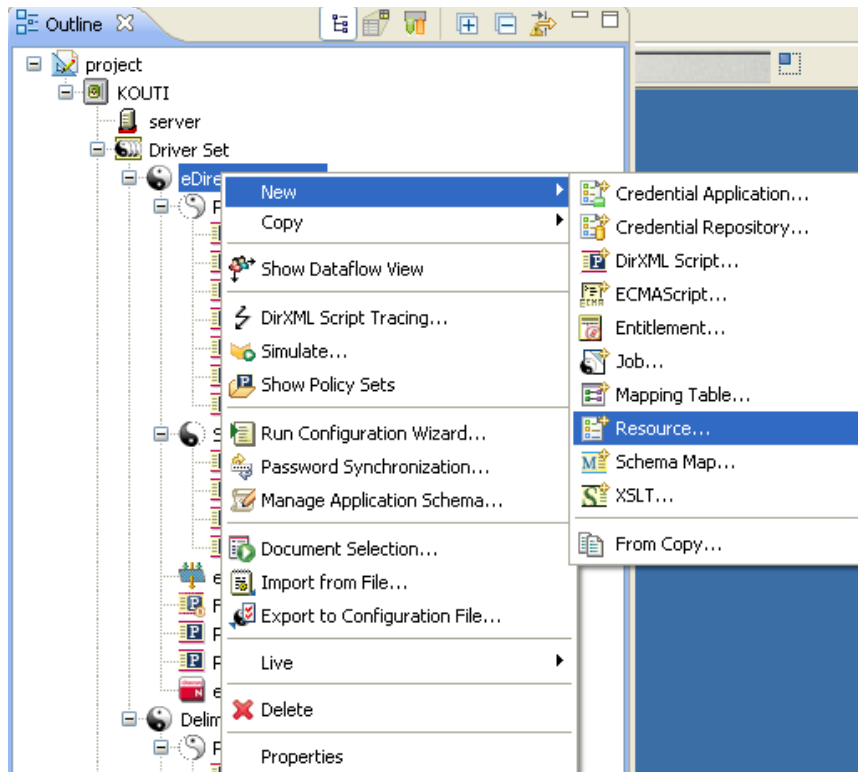 Outline
project
KOUTI
server
Driver Set
eDire
New
Copy
Show Dataflow View
DirXML Script Tracing...
Simulate...
Show Policy Sets
Run Configuration Wizard...
Password Synchronization...
Manage Application Schema...
Document Selection...
Import from File...
Export to Configuration File...
Live
Delete
Properties
Delim
Credential Application...
Credential Repository...
DirXML Script...
ECMAScript...
Entitlement...
Job...
Mapping Table...
Resource...
Schema Map...
XSLT...
From Copy...